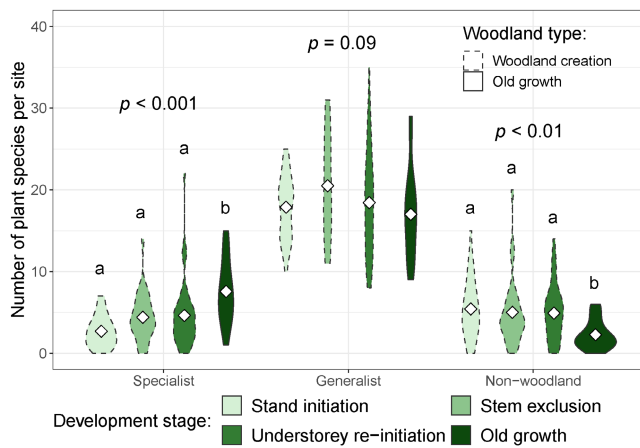 Number of plant species per site
40
30
20
10
0
Woodland type:
Woodland creation
Old growth
p = 0.09
p < 0.001
p < 0.01
a
a
a
b
a
a
a
b
Specialist
Generalist
Non−woodland
Development stage:
Stand initiation
Stem exclusion
Understorey re−initiation
Old growth